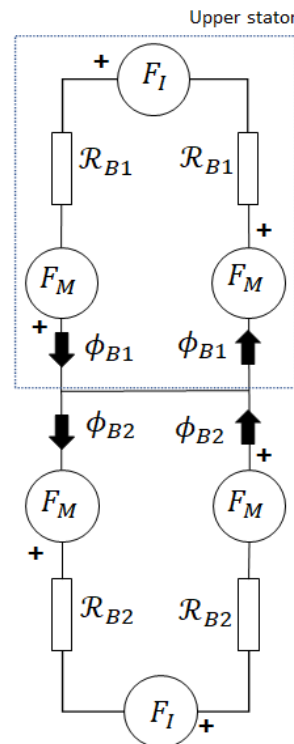 Upper stator
+ F_I
ℛ_B1 ℛ_B1
+
F_M F_M
+
ϕ_B1 ϕ_B1
ϕ_B2 ϕ_B2
+
F_M F_M
+
ℛ_B2 ℛ_B2
F_I +